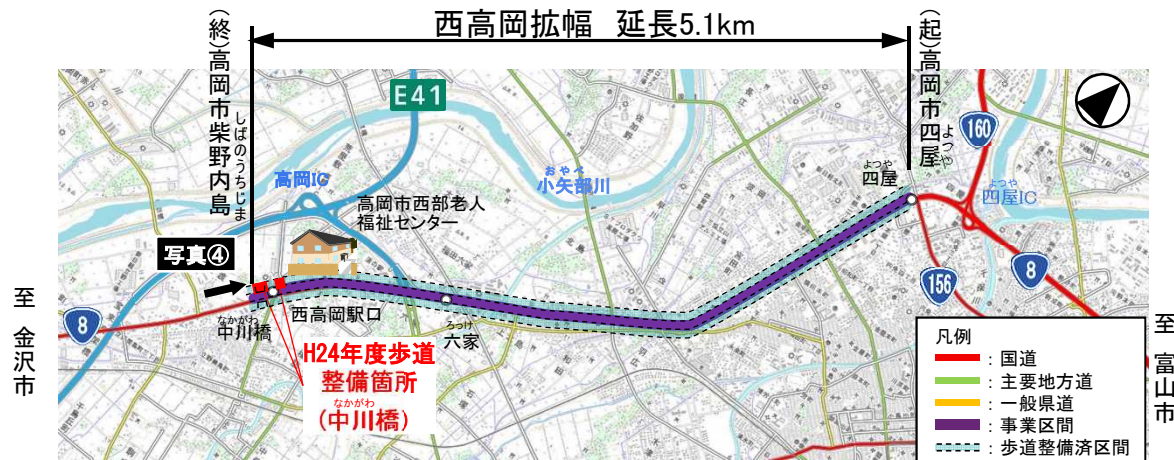 西高岡拡幅 延長5.1km
(終)高岡市柴野内島
しばのうちじま
(起)高岡市四屋
よつや
E41
160
高岡IC
おやべ
小矢部川
よつや
四屋
よつや
四屋IC
高岡市西部老人
福祉センター
写真④
至 金沢市
8
なかがわ
中川橋
西高岡駅口
ろっけ
六家
156
8
至 富山市
H24年度歩道
整備箇所
なかがわ
(中川橋)
凡例
：国道
：主要地方道
：一般県道
：事業区間
：歩道整備済区間